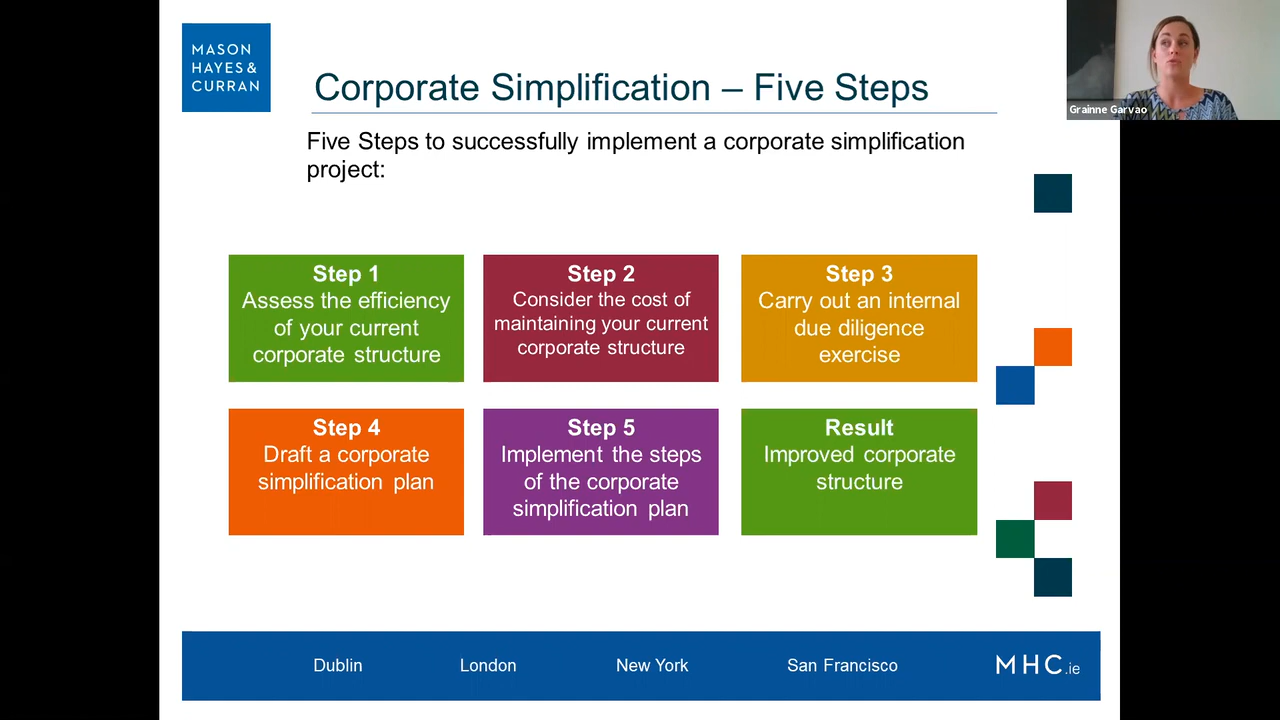 MASON
HAYES &
CURRAN
Corporate Simplification – Five Steps
Grainne Garvao
Five Steps to successfully implement a corporate simplification
project:
Step 1
Assess the efficiency
of your current
corporate structure
Step 2
Consider the cost of
maintaining your current
corporate structure
Step 3
Carry out an internal
due diligence
exercise
Step 4
Draft a corporate
simplification plan
Step 5
Implement the steps
of the corporate
simplification plan
Result
Improved corporate
structure
Dublin London New York San Francisco MHC.ie